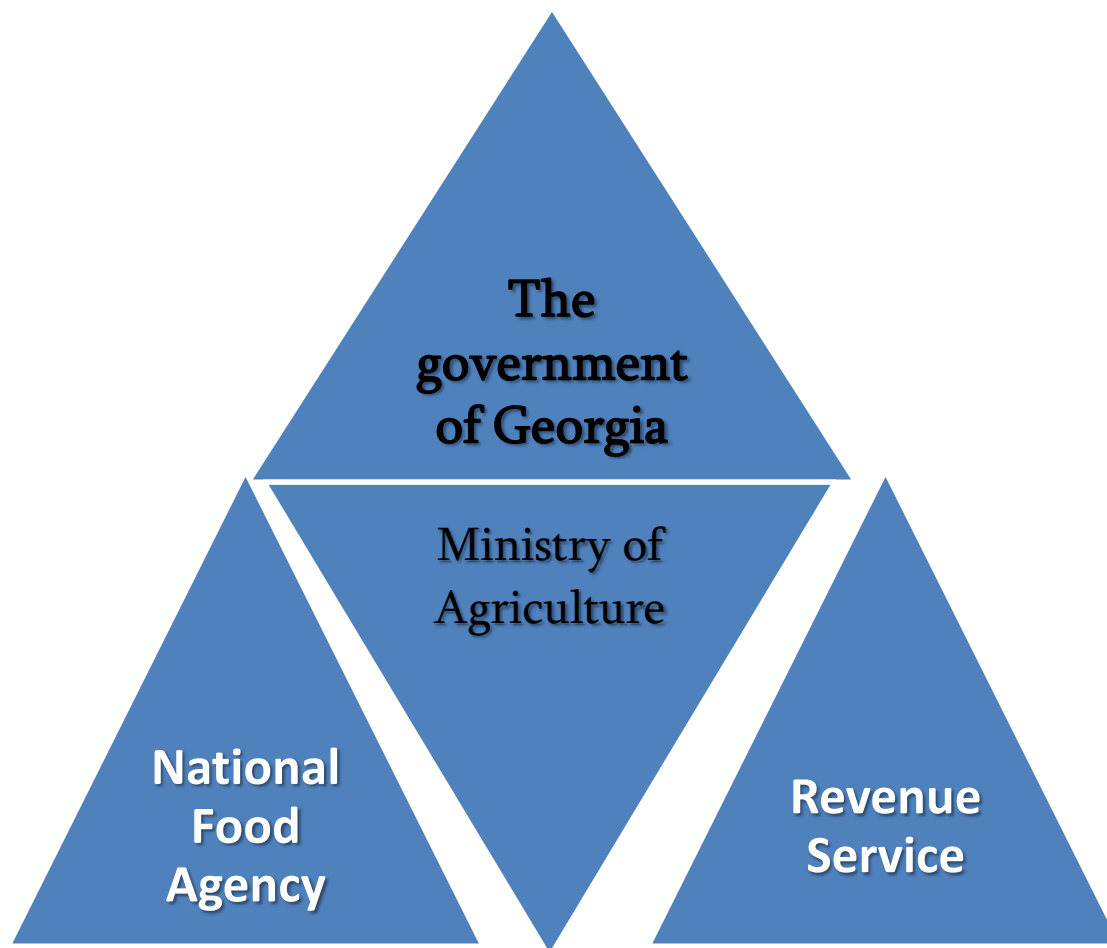 The
government
of Georgia
Ministry of
Agriculture
National
Food
Agency
Revenue
Service